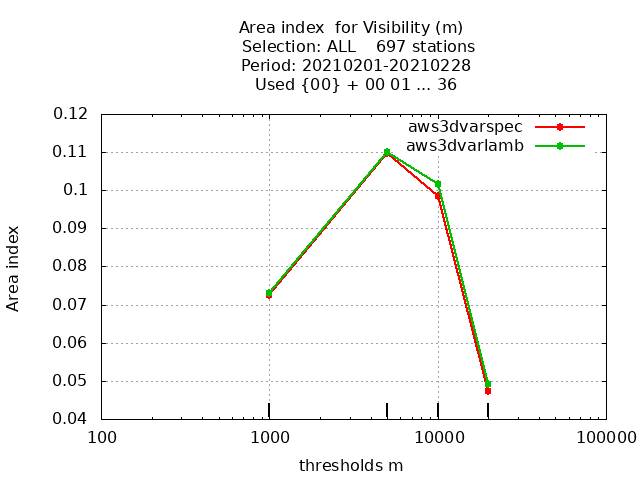 Area index  for Visibility (m)
Selection: ALL    697 stations
Period: 20210201-20210228
Used {00} + 00 01 ... 36
aws3dvarspec
aws3dvarlamb
0.12
0.11
0.1
0.09
0.08
0.07
0.06
0.05
0.04
Area index
100
1000
10000
100000
thresholds m